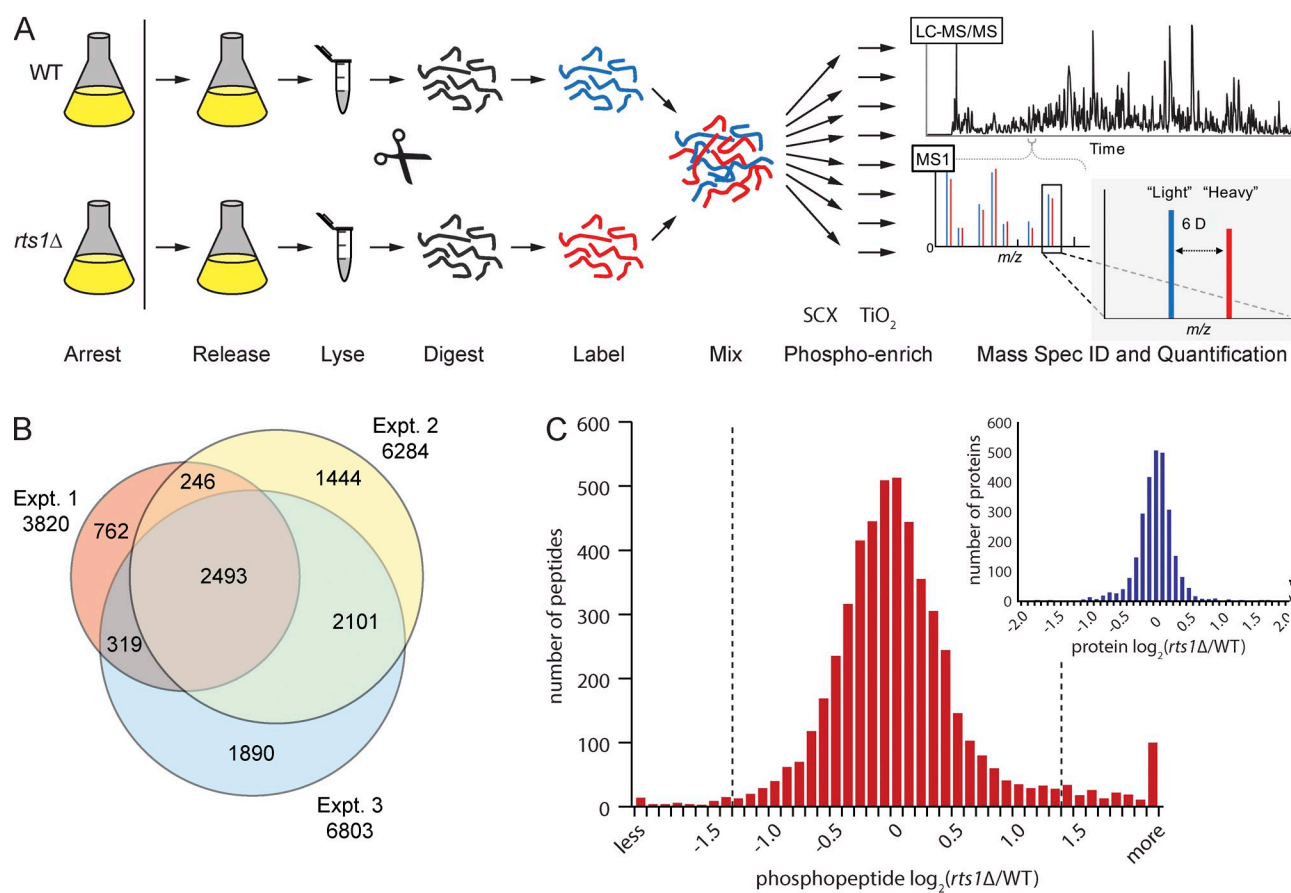 A
WT
rts1Δ
Arrest
Release
Lyse
Digest
Label
Mix
SCX TiO2
Phospho-enrich
Mass Spec ID and Quantification
LC-MS/MS
Time
MS1
0
m/z
"Light" "Heavy"
6 D
m/z
B
Expt. 1
3820
Expt. 2
6284
Expt. 3
6803
762
246
1444
2493
319
2101
1890
C
number of peptides
600
500
400
300
200
100
0
less
-1.5
-1.0
-0.5
0
0.5
1.0
1.5
more
phosphopeptide log2(rts1Δ/WT)
number of proteins
600
500
400
300
200
100
0
-2.0
-1.5
-1.0
-0.5
0
0.5
1.0
1.5
2.0
protein log2(rts1Δ/WT)